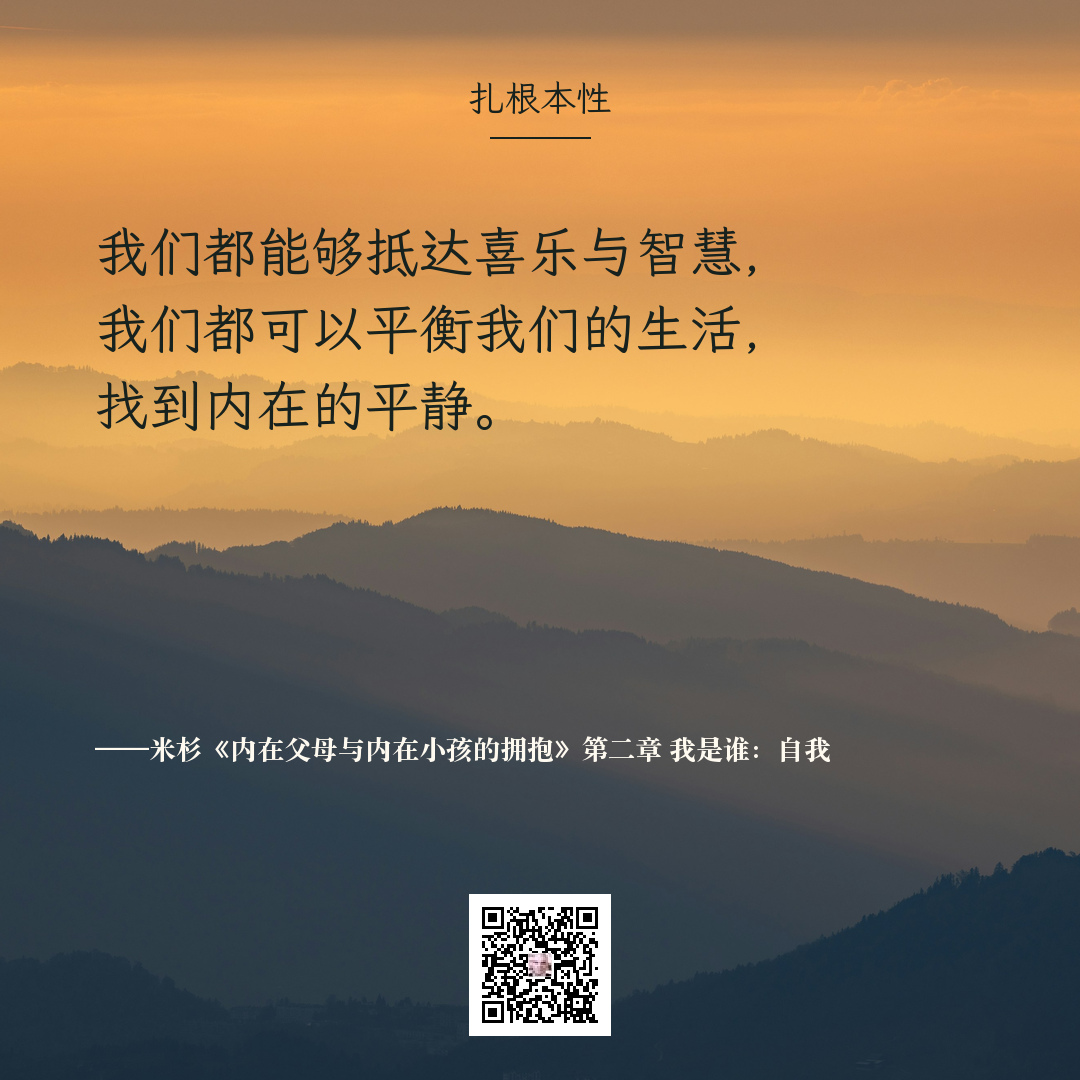 扎根本性
我们都能够抵达喜乐与智慧，
我们都可以平衡我们的生活，
找到内在的平静。
——米杉《内在父母与内在小孩的拥抱》第二章 我是谁：自我